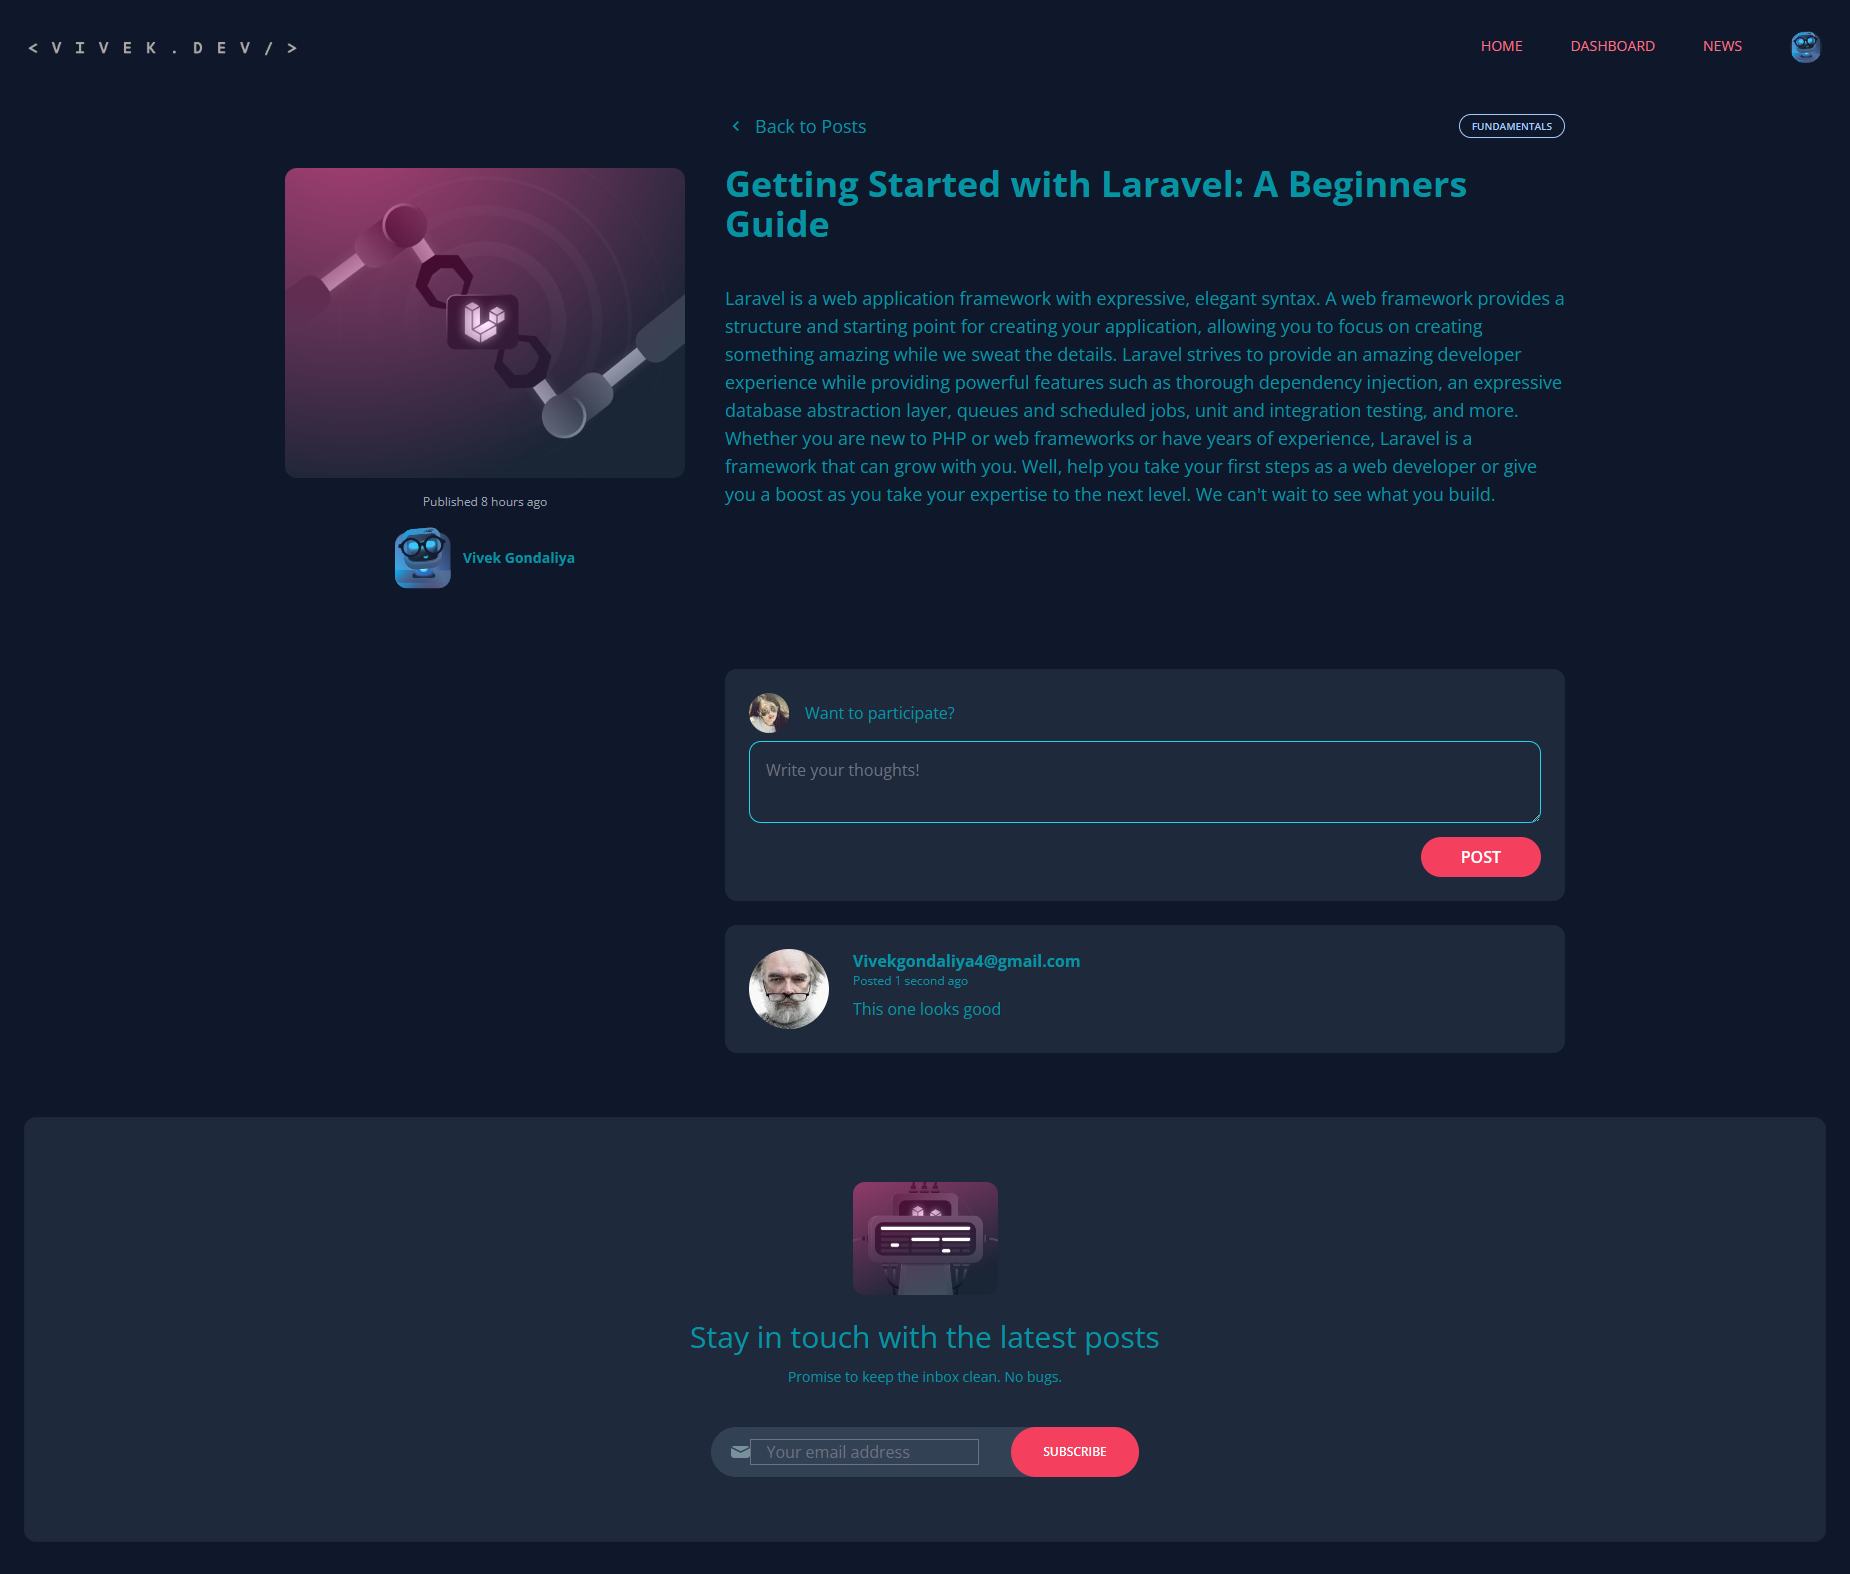 <VIVEK.DEV/>
HOME DASHBOARD NEWS
Back to Posts
FUNDAMENTALS
Getting Started with Laravel: A Beginners
Guide
Laravel is a web application framework with expressive, elegant syntax. A web framework provides a
structure and starting point for creating your application, allowing you to focus on creating
something amazing while we sweat the details. Laravel strives to provide an amazing developer
experience while providing powerful features such as thorough dependency injection, an expressive
database abstraction layer, queues and scheduled jobs, unit and integration testing, and more.
Whether you are new to PHP or web frameworks or have years of experience, Laravel is a
framework that can grow with you. Well, help you take your first steps as a web developer or give
you a boost as you take your expertise to the next level. We can't wait to see what you build.
Published 8 hours ago
Vivek Gondaliya
Want to participate?
Write your thoughts!
POST
Vivekgondaliya4@gmail.com
Posted 1 second ago
This one looks good
Stay in touch with the latest posts
Promise to keep the inbox clean. No bugs.
Your email address
SUBSCRIBE